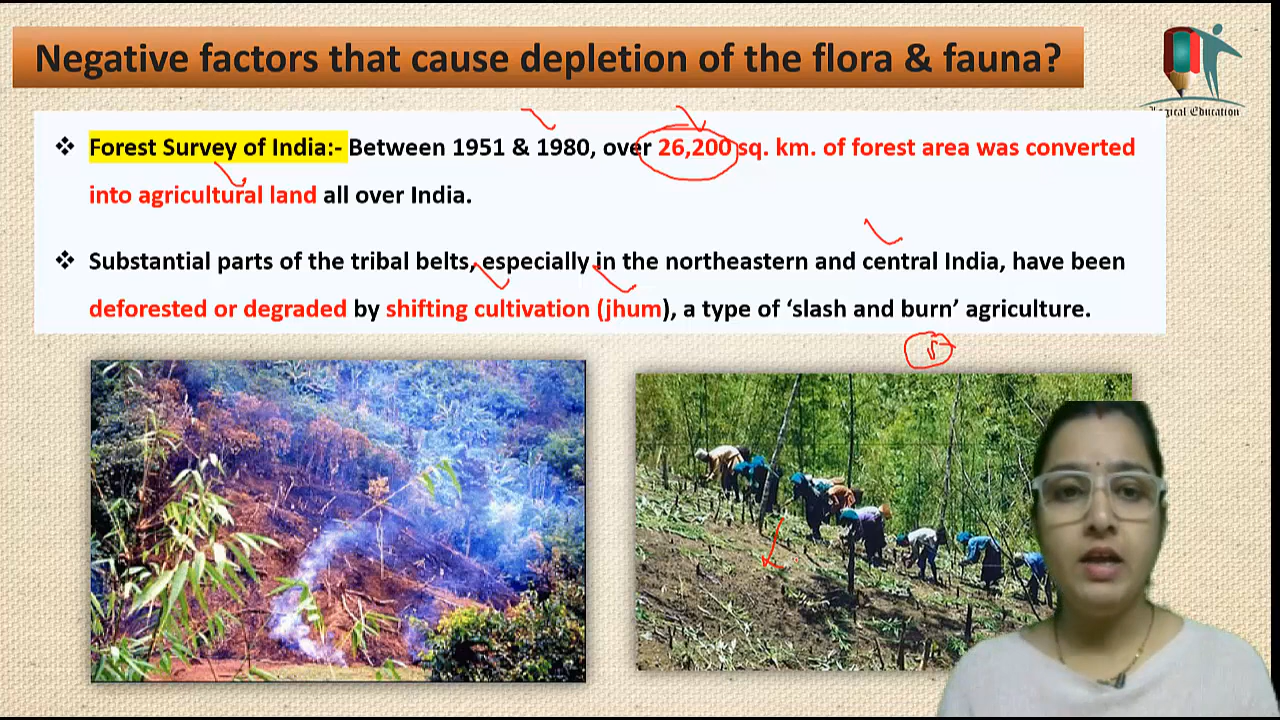 Negative factors that cause depletion of the flora & fauna?
Logical Education
❖ Forest Survey of India:- Between 1951 & 1980, over 26,200 sq. km. of forest area was converted
into agricultural land all over India.
❖ Substantial parts of the tribal belts, especially in the northeastern and central India, have been
deforested or degraded by shifting cultivation (jhum), a type of ‘slash and burn’ agriculture.